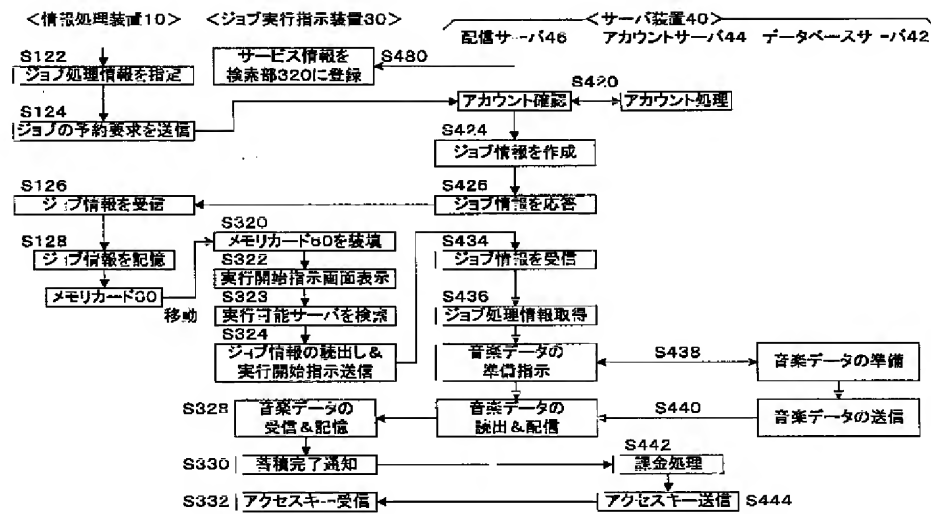 <情報処理装置10> <ジョブ実行指示装置30> <サーバ装置40>
配信サーバ46 アカウントサーバ44 データベースサーバ42
S122
ジョブ処理情報を指定
サービス情報を
検索部320に登録
S480
S124
ジョブの予約要求を送信
アカウント確認
S420
アカウント処理
S424
ジョブ情報を作成
S126
ジョブ情報を受信
S426
ジョブ情報を応答
S128
ジョブ情報を記憶
メモリカード60
移動
S320
メモリカード60を装填
S322
実行開始指示画面表示
S323
実行可能サーバを検索
S324
ジョブ情報の読出し&
実行開始指示送信
S434
ジョブ情報を受信
S436
ジョブ処理情報取得
音楽データの
準備指示
S438
音楽データの準備
S328
音楽データの
受信&記憶
音楽データの
読出&配信
S440
音楽データの送信
S330
蓄積完了通知
S442
課金処理
S332
アクセスキー受信
アクセスキー送信
S444